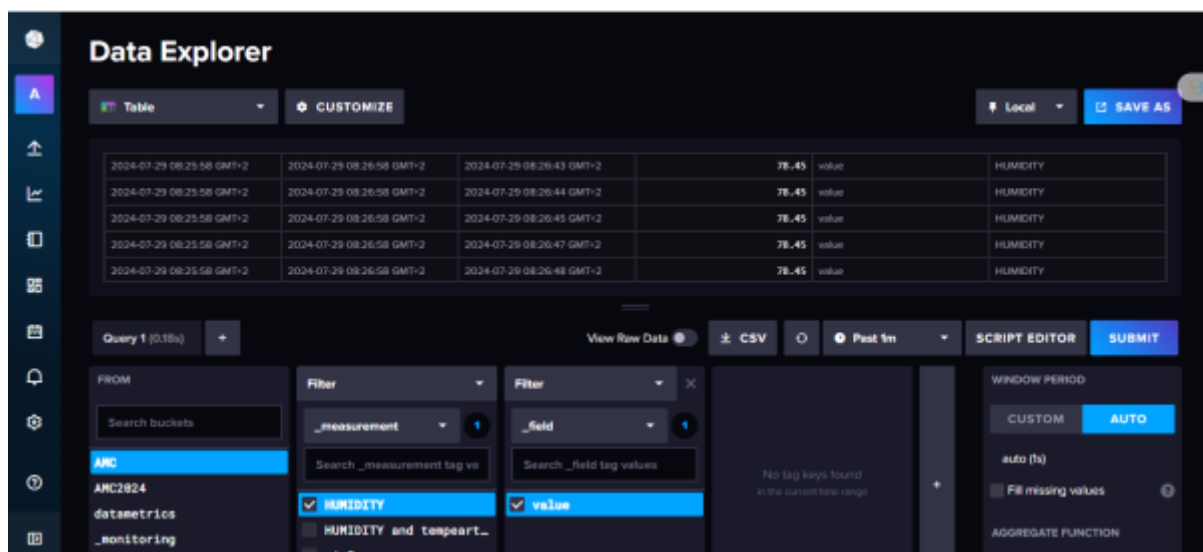 Data Explorer
A
Table
CUSTOMIZE
Local
SAVE AS
2024-07-29 08:25:58 GMT+2 2024-07-29 08:26:58 GMT+2 2024-07-29 08:26:43 GMT+2 78.45 value HUMIDITY
2024-07-29 08:25:58 GMT+2 2024-07-29 08:26:58 GMT+2 2024-07-29 08:26:44 GMT+2 78.45 value HUMIDITY
2024-07-29 08:25:58 GMT+2 2024-07-29 08:26:58 GMT+2 2024-07-29 08:26:45 GMT+2 78.45 value HUMIDITY
2024-07-29 08:25:58 GMT+2 2024-07-29 08:26:58 GMT+2 2024-07-29 08:26:47 GMT+2 78.45 value HUMIDITY
2024-07-29 08:25:58 GMT+2 2024-07-29 08:26:58 GMT+2 2024-07-29 08:26:48 GMT+2 78.45 value HUMIDITY
Query 1 (0.18s) +
View Raw Data
CSV
Past 1m
SCRIPT EDITOR
SUBMIT
FROM
Search buckets
AMC
AMC2024
datametrics
_monitoring
Filter
_measurement 1
Search _measurement tag va
HUMIDITY
HUMIDITY and tempeart…
Filter
_field 1
Search _field tag values
value
No tag keys found
in the current time range
+
WINDOW PERIOD
CUSTOM AUTO
auto (1s)
Fill missing values
AGGREGATE FUNCTION